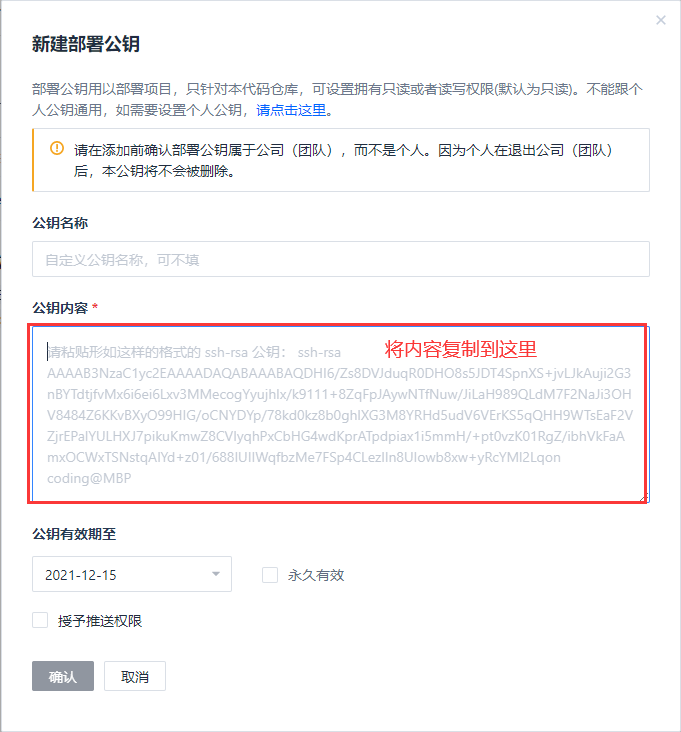 新建部署公钥
部署公钥用以部署项目，只针对本代码仓库，可设置拥有只读或者读写权限(默认为只读)。不能跟个
人公钥通用，如需要设置个人公钥，请点击这里。
请在添加前确认部署公钥属于公司（团队），而不是个人。因为个人在退出公司（团队）
后，本公钥将不会被删除。
公钥名称
自定义公钥名称，可不填
公钥内容 *
请粘贴形如这样的格式的 ssh-rsa 公钥： ssh-rsa
将内容复制到这里
AAAAB3NzaC1yc2EAAAADAQABAAABAQDHI6/Zs8DVJduqR0DHO8s5JDT4SpnXS+jvLJkAuji2G3
nBYTdtjfvMx6i6ei6Lxv3MMecogYyujhIx/k9111+8ZqFpJAywNTfNuw/JiLaH989QLdM7F2NaJi3OH
V8484Z6KKvBXyO99HIG/oCNYDYp/78kd0kz8b0ghIXG3M8YRHd5udV6VErKS5qQHH9WTsEaF2V
ZjrEPaIYULHXJ7pikuKmwZ8CVlyqhPxCbHG4wdKprATpdpiax1i5mmH/+pt0vzK01RgZ/ibhVkFaA
mxOCWxTSNstqAIYd+z01/688IUIIWqfbzMe7FSp4CLezlIn8UIowb8xw+yRcYMI2Lqon
coding@MBP
公钥有效期至
2021-12-15
永久有效
授予推送权限
确认
取消